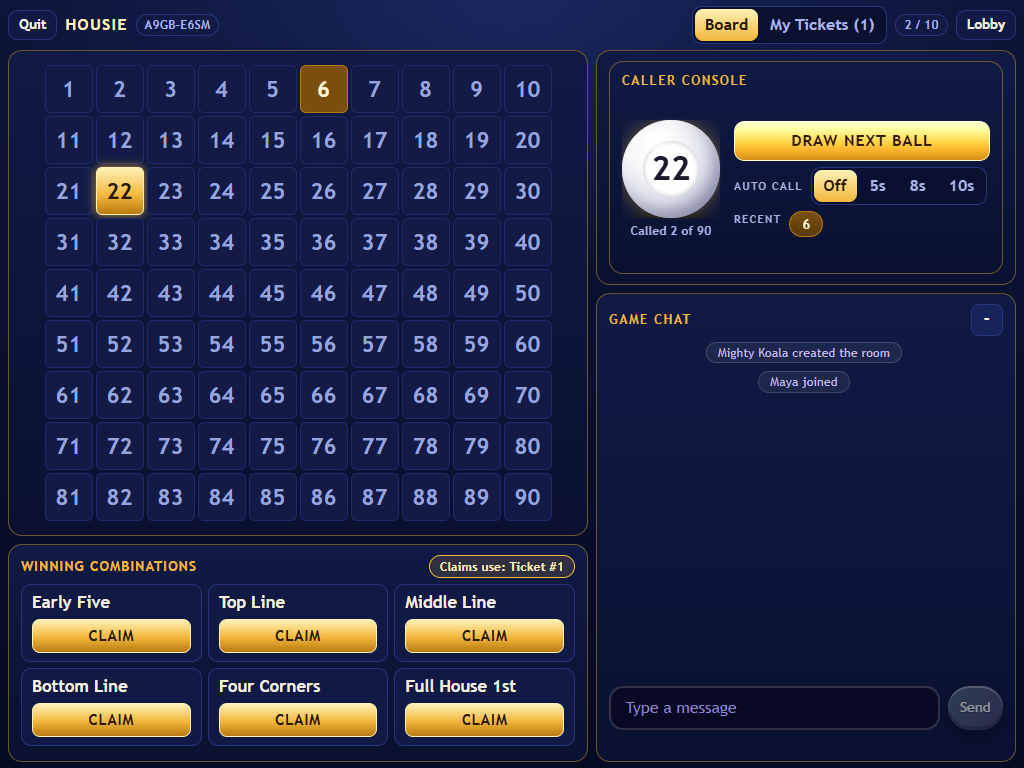 Quit HOUSIE A9GB-E6SM Board My Tickets (1) 2 / 10 Lobby
1 2 3 4 5 6 7 8 9 10
11 12 13 14 15 16 17 18 19 20
21 22 23 24 25 26 27 28 29 30
31 32 33 34 35 36 37 38 39 40
41 42 43 44 45 46 47 48 49 50
51 52 53 54 55 56 57 58 59 60
61 62 63 64 65 66 67 68 69 70
71 72 73 74 75 76 77 78 79 80
81 82 83 84 85 86 87 88 89 90
WINNING COMBINATIONS Claims use: Ticket #1
Early Five Top Line Middle Line
CLAIM CLAIM CLAIM
Bottom Line Four Corners Full House 1st
CLAIM CLAIM CLAIM
CALLER CONSOLE
22
Called 2 of 90
DRAW NEXT BALL
AUTO CALL Off 5s 8s 10s
RECENT 6
GAME CHAT -
Mighty Koala created the room
Maya joined
Type a message Send